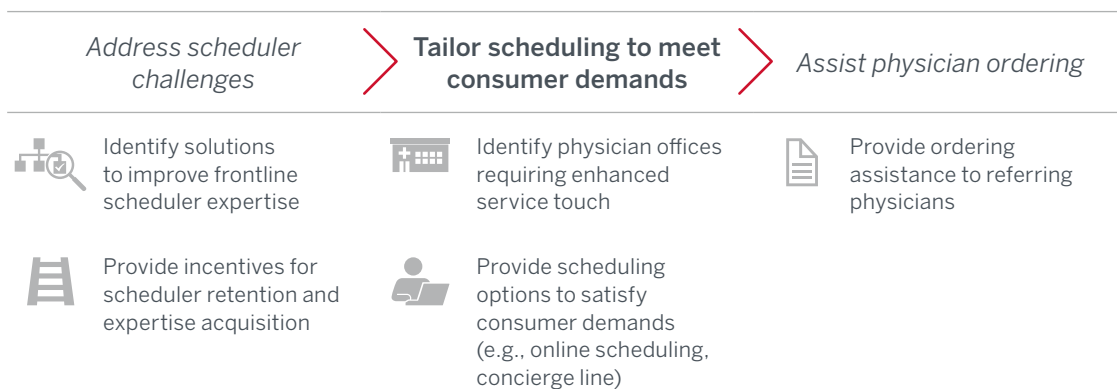 Address scheduler
challenges
Tailor scheduling to meet
consumer demands
Assist physician ordering
Identify solutions
to improve frontline
scheduler expertise
Provide incentives for
scheduler retention and
expertise acquisition
Identify physician offices
requiring enhanced
service touch
Provide scheduling
options to satisfy
consumer demands
(e.g., online scheduling,
concierge line)
Provide ordering
assistance to referring
physicians